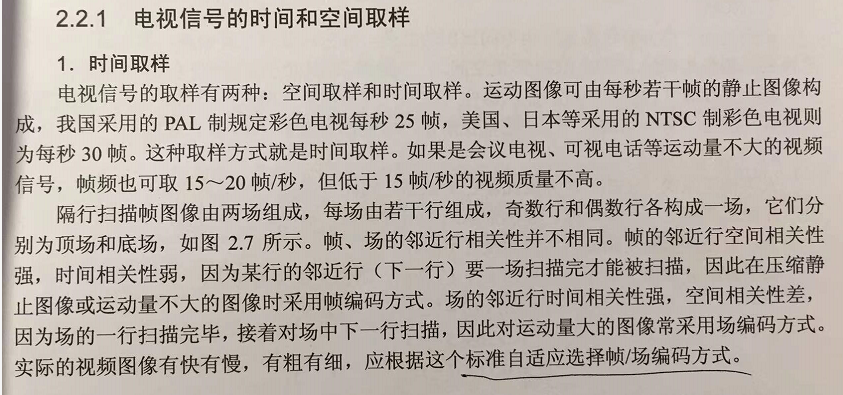 2.2.1 电视信号的时间和空间取样
1. 时间取样
电视信号的取样有两种：空间取样和时间取样。运动图像可由每秒若干帧的静止图像构
成，我国采用的 PAL 制规定彩色电视每秒 25 帧，美国、日本等采用的 NTSC 制彩色电视则
为每秒 30 帧。这种取样方式就是时间取样。如果是会议电视、可视电话等运动量不大的视频
信号，帧频也可取 15～20 帧/秒，但低于 15 帧/秒的视频质量不高。
隔行扫描帧图像由两场组成，每场由若干行组成，奇数行和偶数行各构成一场，它们分
别为顶场和底场，如图 2.7 所示。帧、场的邻近行相关性并不相同。帧的邻近行空间相关性
强，时间相关性弱，因为某行的邻近行（下一行）要一场扫描完才能被扫描，因此在压缩静
止图像或运动量不大的图像时采用帧编码方式。场的邻近行时间相关性强，空间相关性差，
因为场的一行扫描完毕，接着对场中下一行扫描，因此对运动量大的图像常采用场编码方式。
实际的视频图像有快有慢，有粗有细，应根据这个标准自适应选择帧/场编码方式。